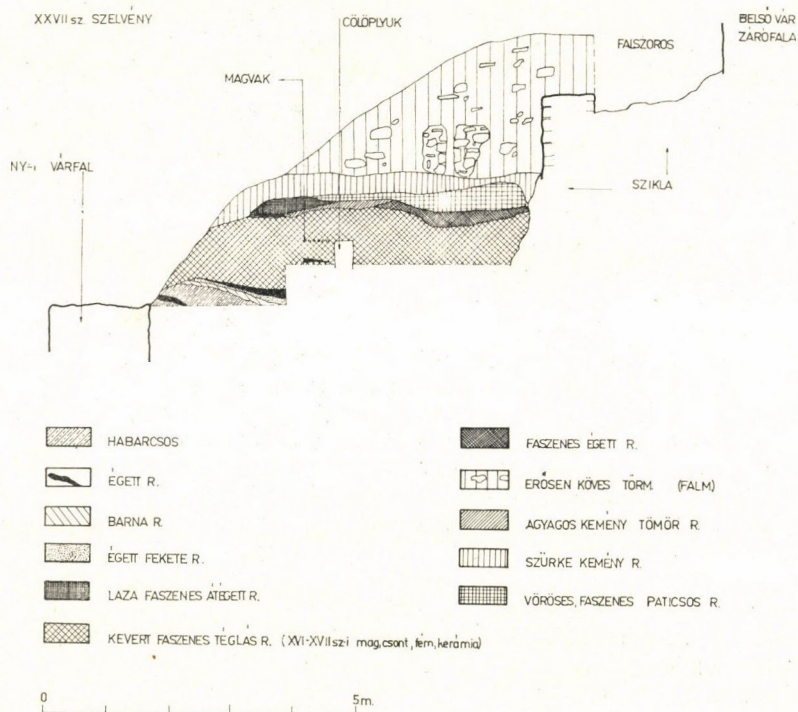 XXVII sz. SZELVÉNY
CÖLÖPLYUK
BELSŐ VÁR
ZÁRÓFALA
FALSZOROS
MAGVAK
NY-i VÁRFAL
SZIKLA
HABARCSOS
ÉGETT R.
BARNA R.
ÉGETT FEKETE R.
LAZA FASZENES ÁTÉGETT R.
KEVERT FASZENES TÉGLÁS R. (XVI-XVII sz-i mag, csont, fém, kerámia)
FASZENES ÉGETT R.
ERŐSEN KÖVES TÖRM. (FALM.)
AGYAGOS KEMÉNY TÖMÖR R.
SZÜRKE KEMÉNY R.
VÖRÖSES, FASZENES PATICSOS R.
0 5m.